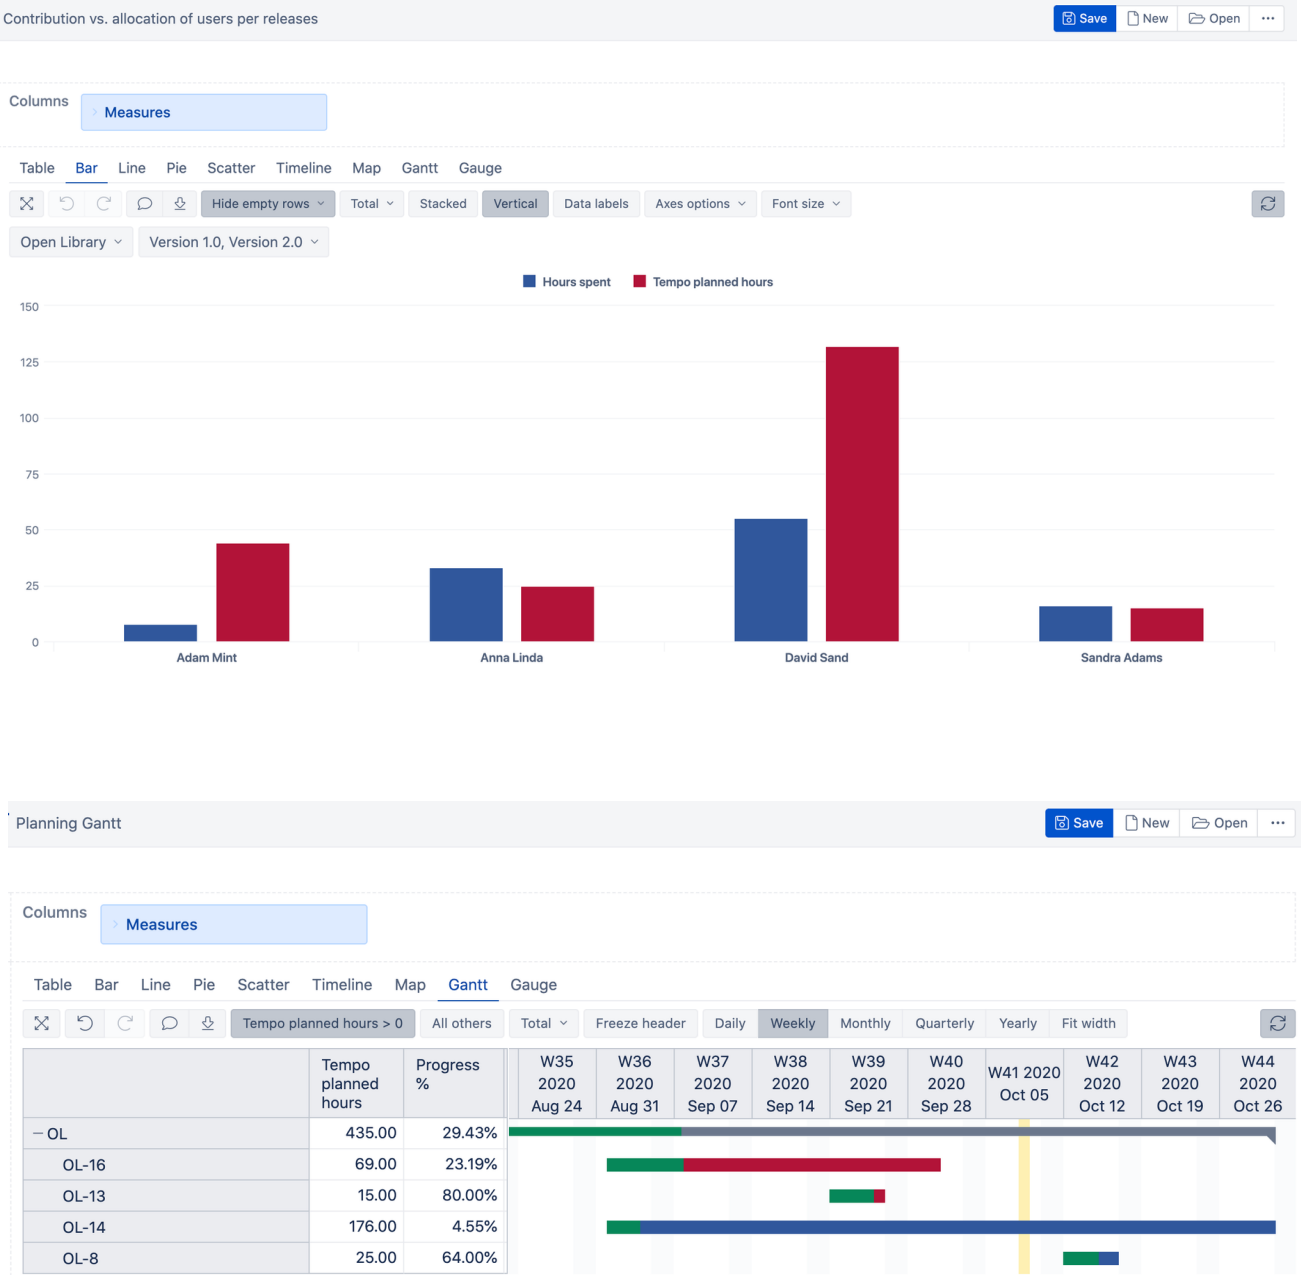 Contribution vs. allocation of users per releases
Save New Open ...
Columns
Measures
Table Bar Line Pie Scatter Timeline Map Gantt Gauge
Hide empty rows Total Stacked Vertical Data labels Axes options Font size
Open Library Version 1.0, Version 2.0
Hours spent Tempo planned hours
150
125
100
75
50
25
0
Adam Mint Anna Linda David Sand Sandra Adams
Planning Gantt
Save New Open ...
Columns
Measures
Table Bar Line Pie Scatter Timeline Map Gantt Gauge
Tempo planned hours > 0 All others Total Freeze header Daily Weekly Monthly Quarterly Yearly Fit width
Tempo planned hours Progress % W35 2020 Aug 24 W36 2020 Aug 31 W37 2020 Sep 07 W38 2020 Sep 14 W39 2020 Sep 21 W40 2020 Sep 28 W41 2020 Oct 05 W42 2020 Oct 12 W43 2020 Oct 19 W44 2020 Oct 26
– OL 435.00 29.43%
OL-16 69.00 23.19%
OL-13 15.00 80.00%
OL-14 176.00 4.55%
OL-8 25.00 64.00%